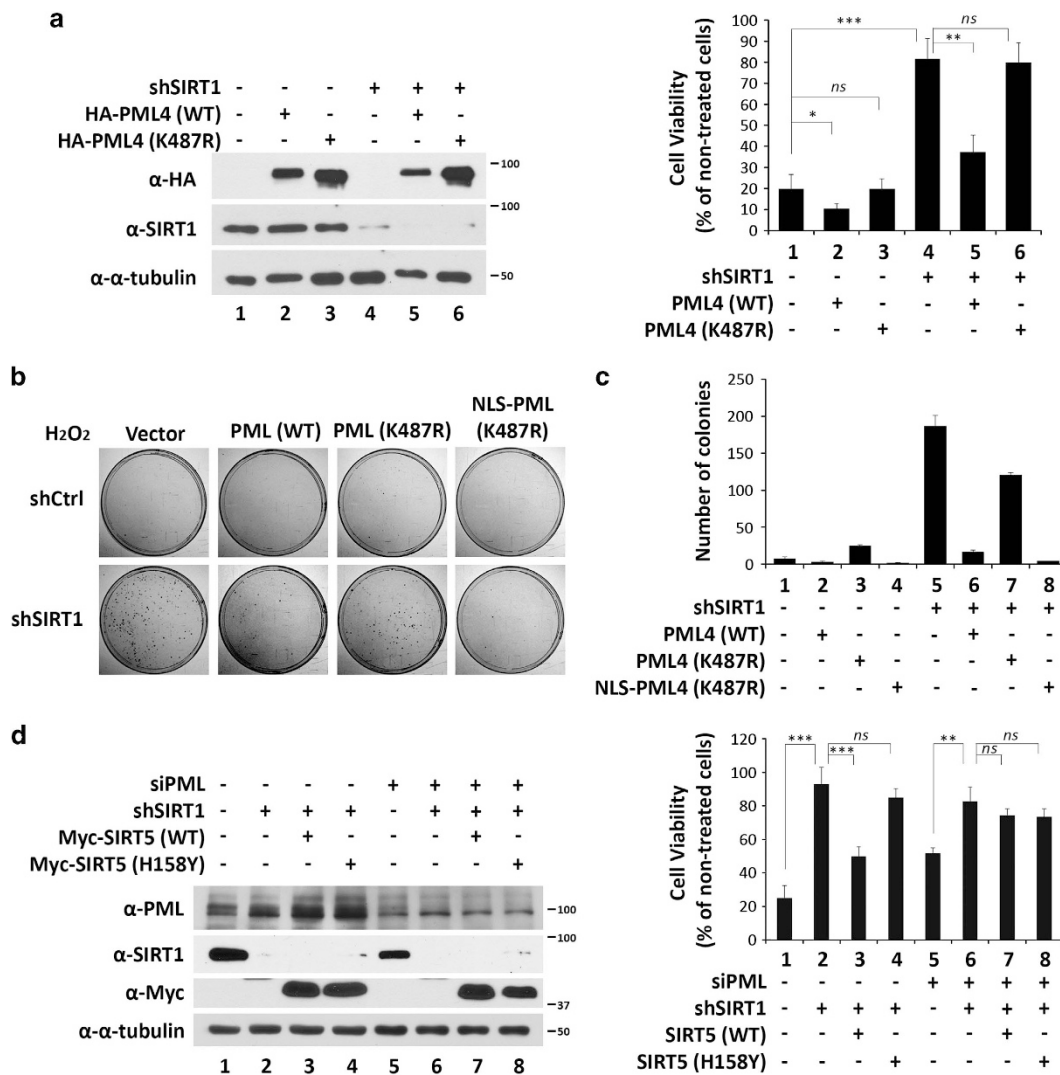 a
shSIRT1 - - - + + +
HA-PML4 (WT) - + - - + -
HA-PML4 (K487R) - - + - - +
α-HA
100
α-SIRT1
100
α-α-tubulin
50
1 2 3 4 5 6
Cell Viability
(% of non-treated cells)
100
90
80
70
60
50
40
30
20
10
0
*** ns
**
ns
*
1 2 3 4 5 6
shSIRT1 - - - + + +
PML4 (WT) - + - - + -
PML4 (K487R) - - + - - +
b
H2O2 Vector PML (WT) PML (K487R) NLS-PML
(K487R)
shCtrl
shSIRT1
c
Number of colonies
250
200
150
100
50
0
1 2 3 4 5 6 7 8
shSIRT1 - - - - + + + +
PML4 (WT) - + - - - + - -
PML4 (K487R) - - + - - - + -
NLS-PML4 (K487R) - - - + - - - +
d
siPML - - - - + + + +
shSIRT1 - + + + - + + +
Myc-SIRT5 (WT) - - + - - - + -
Myc-SIRT5 (H158Y) - - - + - - - +
α-PML
100
α-SIRT1
100
α-Myc
37
α-α-tubulin
50
1 2 3 4 5 6 7 8
Cell Viability
(% of non-treated cells)
120
100
80
60
40
20
0
*** ns ** ns
*** ns
1 2 3 4 5 6 7 8
siPML - - - - + + + +
shSIRT1 - + + + - + + +
SIRT5 (WT) - - + - - - + -
SIRT5 (H158Y) - - - + - - - +